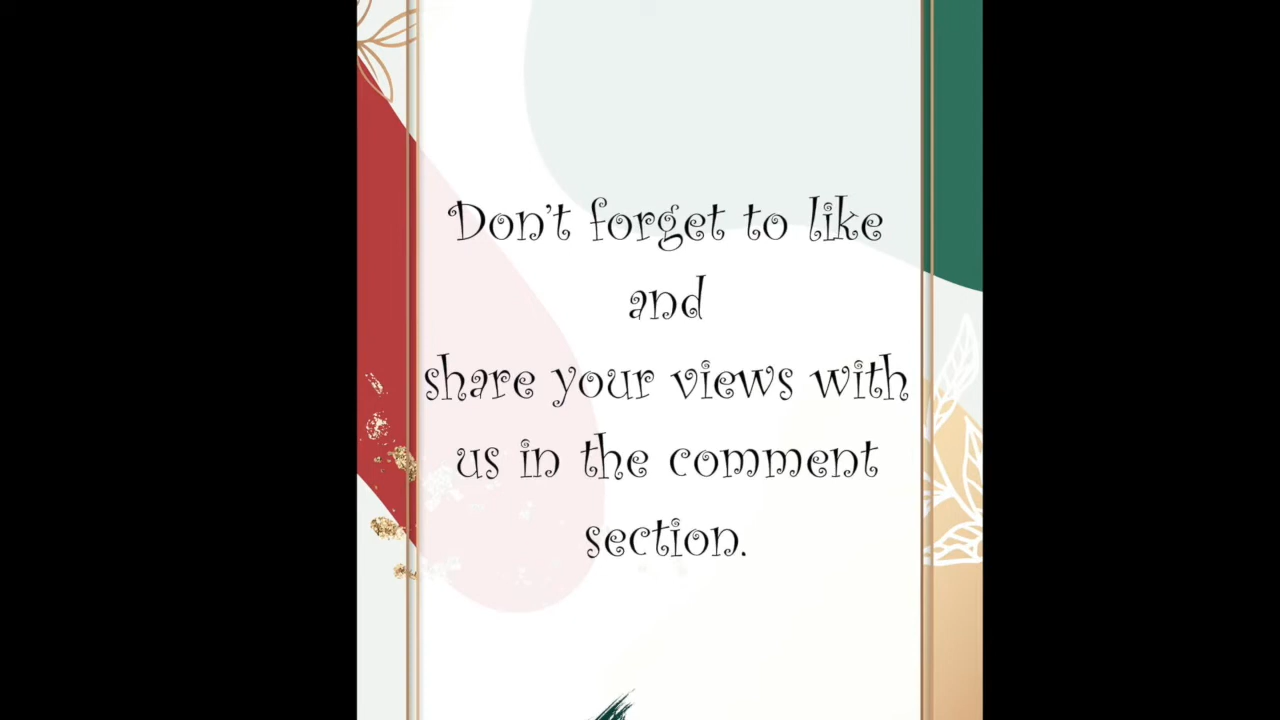 Don't forget to like
and
share your views with
us in the comment
section.